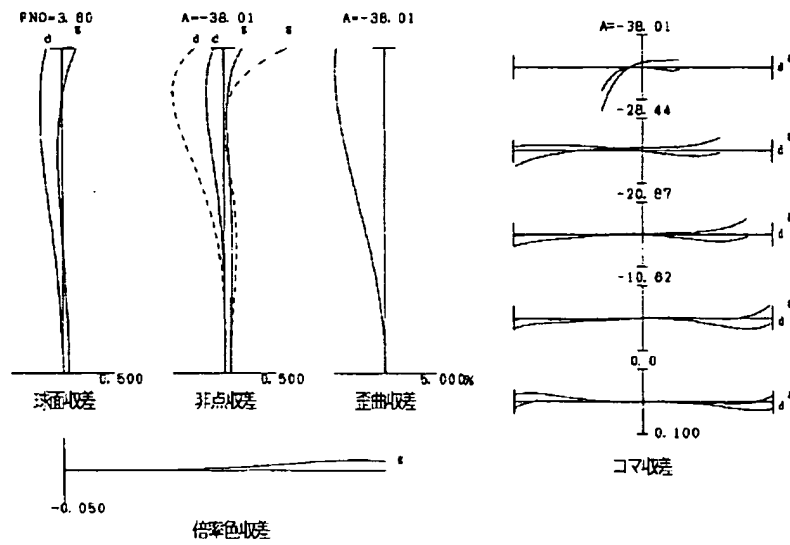 FNO=3.80
A=-38.01
A=-38.01
A=-38.01
d
g
d
d
g
g
d
g
-28.44
d
g
-20.87
d
g
-10.62
d
g
0.0
d
g
0.500
0.500
5.000%
0.100
球面収差
非点収差
歪曲収差
コマ収差
g
-0.050
倍率色収差